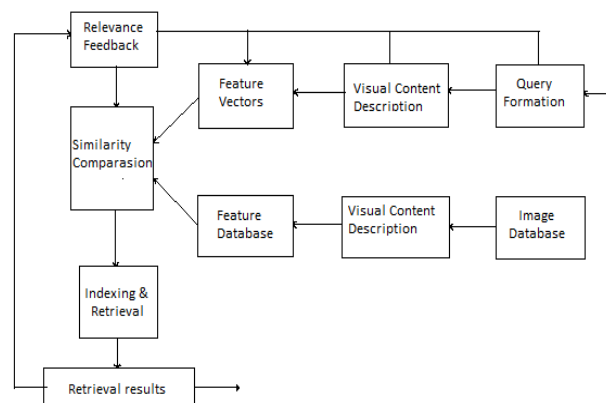 Relevance
Feedback
Feature
Vectors
Visual Content
Description
Query
Formation
Similarity
Comparasion
Feature
Database
Visual Content
Description
Image
Database
Indexing &
Retrieval
Retrieval results